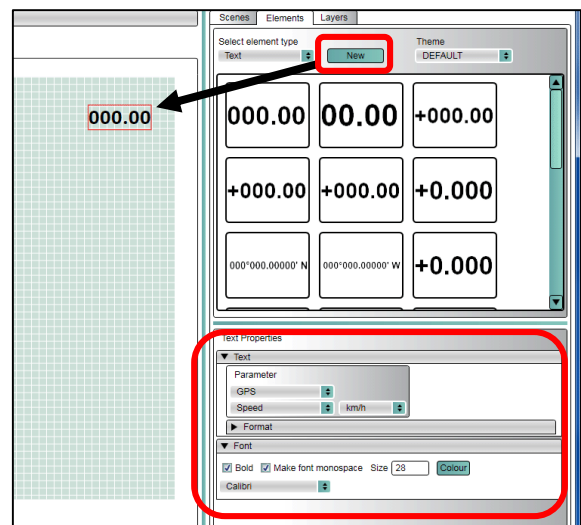 Scenes Elements Layers
Select element type Theme
Text New DEFAULT
000.00
000.00 00.00 +000.00
+000.00 +000.00 +0.000
000°000.00000' N 000°000.00000' W +0.000
Text Properties
Text
Parameter
GPS
Speed km/h
Format
Font
Bold Make font monospace Size 28 Colour
Calibri